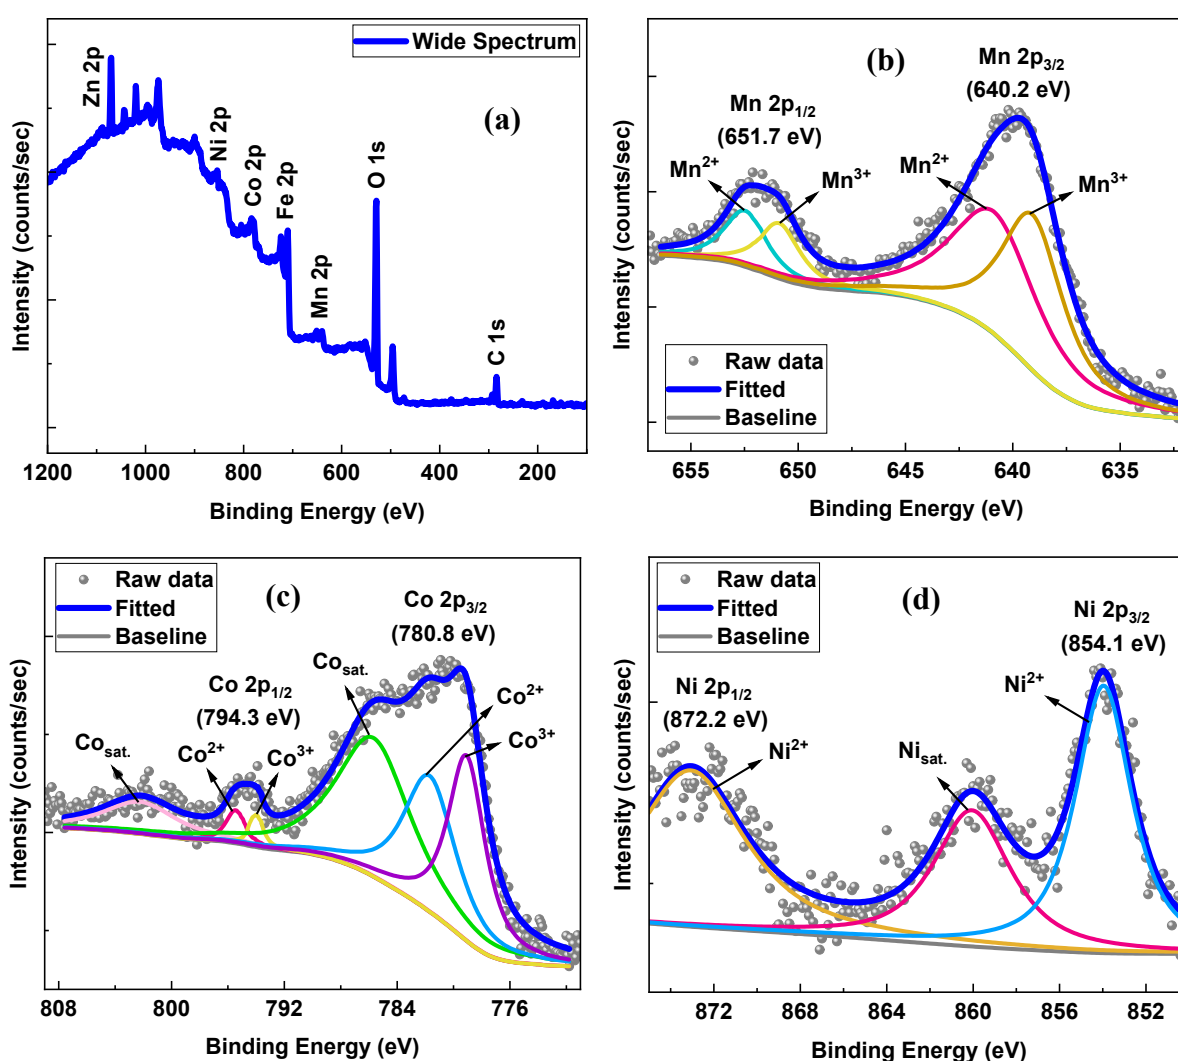 Wide Spectrum
(a)
Zn 2p
Ni 2p
Co 2p
Fe 2p
Mn 2p
O 1s
C 1s
Intensity (counts/sec)
1200 1000 800 600 400 200
Binding Energy (eV)
(b)
Mn 2p3/2
(640.2 eV)
Mn 2p1/2
(651.7 eV)
Mn2+
Mn3+
Mn2+
Mn3+
Raw data
Fitted
Baseline
Intensity (counts/sec)
655 650 645 640 635
Binding Energy (eV)
Raw data
Fitted
Baseline
(c)
Co 2p3/2
(780.8 eV)
Cosat.
Co 2p1/2
(794.3 eV)
Co2+
Co3+
Cosat.
Co2+
Co3+
Intensity (counts/sec)
808 800 792 784 776
Binding Energy (eV)
Raw data
Fitted
Baseline
(d)
Ni 2p3/2
(854.1 eV)
Ni 2p1/2
(872.2 eV)
Ni2+
Ni2+
Nisat.
Intensity (counts/sec)
872 868 864 860 856 852
Binding Energy (eV)